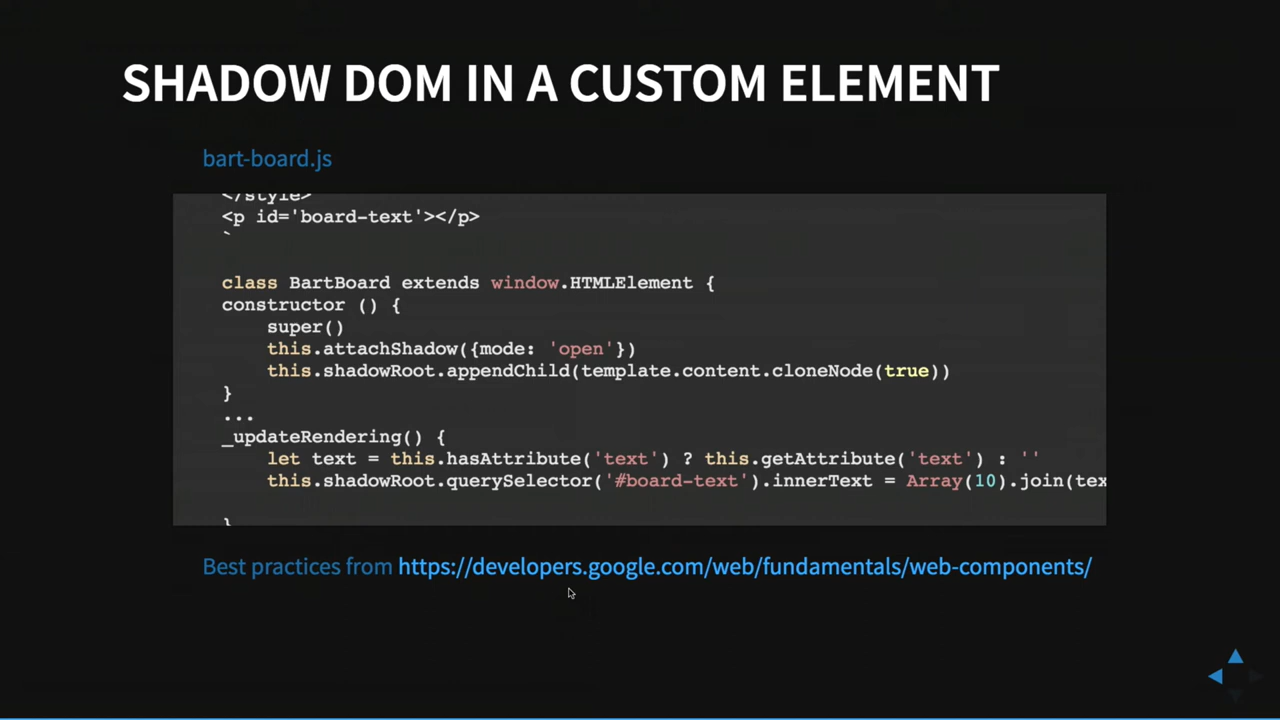 SHADOW DOM IN A CUSTOM ELEMENT
bart-board.js
</style>
<p id='board-text'></p>
`
class BartBoard extends window.HTMLElement {
constructor () {
super()
this.attachShadow({mode: 'open'})
this.shadowRoot.appendChild(template.content.cloneNode(true))
}
...
_updateRendering() {
let text = this.hasAttribute('text') ? this.getAttribute('text') : ''
this.shadowRoot.querySelector('#board-text').innerText = Array(10).join(tex
}
Best practices from https://developers.google.com/web/fundamentals/web-components/